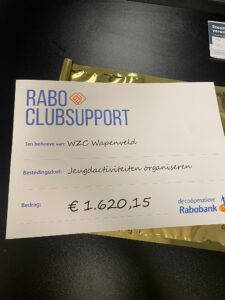 RABO
CLUBSUPPORT
Ten behoeve van: WZC Wapenveld
Bestedingsdoel: Jeugdactiviteiten organiseren
Bedrag: € 1.620,15
de coöperatieve
Rabobank